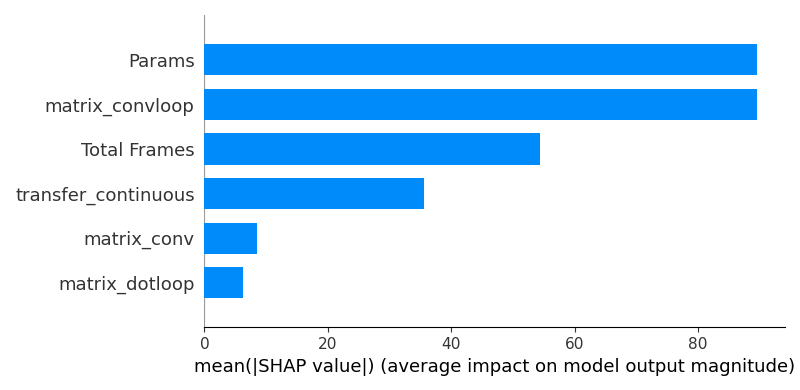 Params
matrix_convloop
Total Frames
transfer_continuous
matrix_conv
matrix_dotloop
0 20 40 60 80
mean(|SHAP value|) (average impact on model output magnitude)